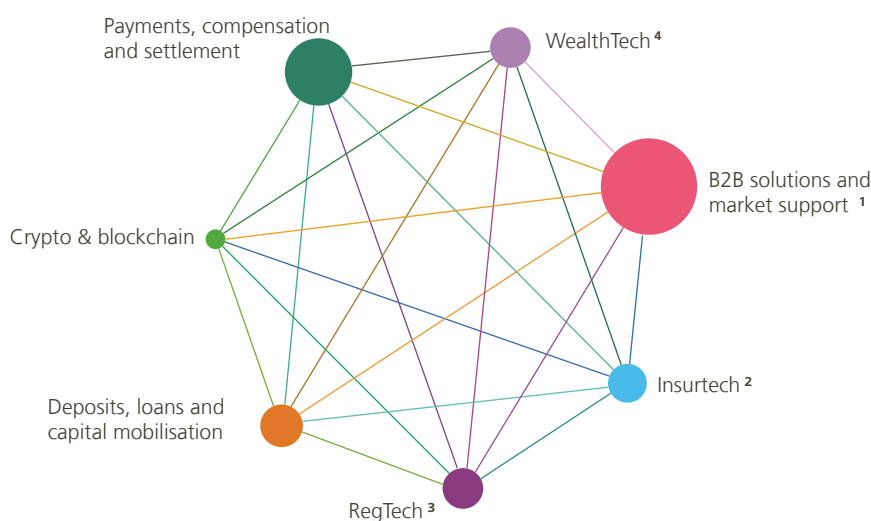 Payments, compensation
and settlement
WealthTech ⁴
B2B solutions and
market support ¹
Crypto & blockchain
Insurtech ²
Deposits, loans and
capital mobilisation
RegTech ³